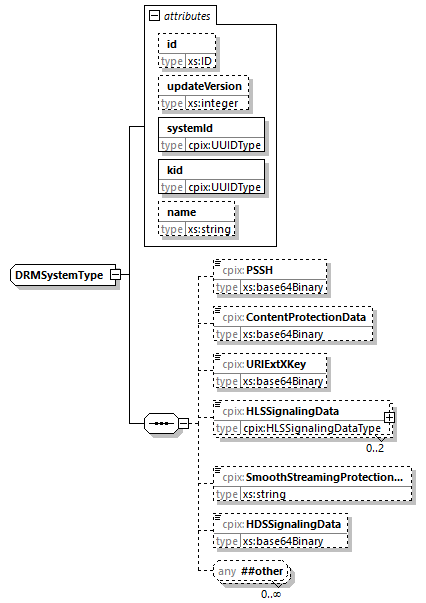 attributes
id
type xs:ID
updateVersion
type xs:integer
systemId
type cpix:UUIDType
kid
type cpix:UUIDType
name
type xs:string
DRMSystemType
cpix: PSSH
type xs:base64Binary
cpix: ContentProtectionData
type xs:base64Binary
cpix: URIExtXKey
type xs:base64Binary
cpix: HLSSignalingData
type cpix:HLSSignalingDataType
0..2
cpix: SmoothStreamingProtection...
type xs:string
cpix: HDSSignalingData
type xs:base64Binary
any ##other
0..∞